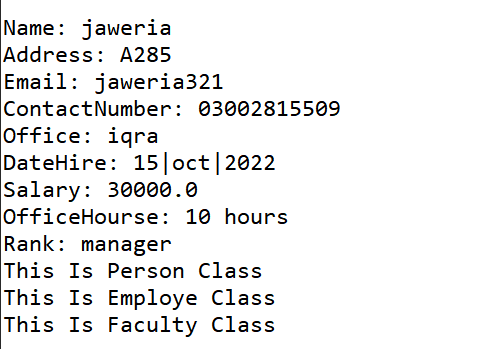 Name: jaweria
Address: A285
Email: jaweria321
ContactNumber: 03002815509
Office: iqra
DateHire: 15|oct|2022
Salary: 30000.0
OfficeHourse: 10 hours
Rank: manager
This Is Person Class
This Is Employe Class
This Is Faculty Class